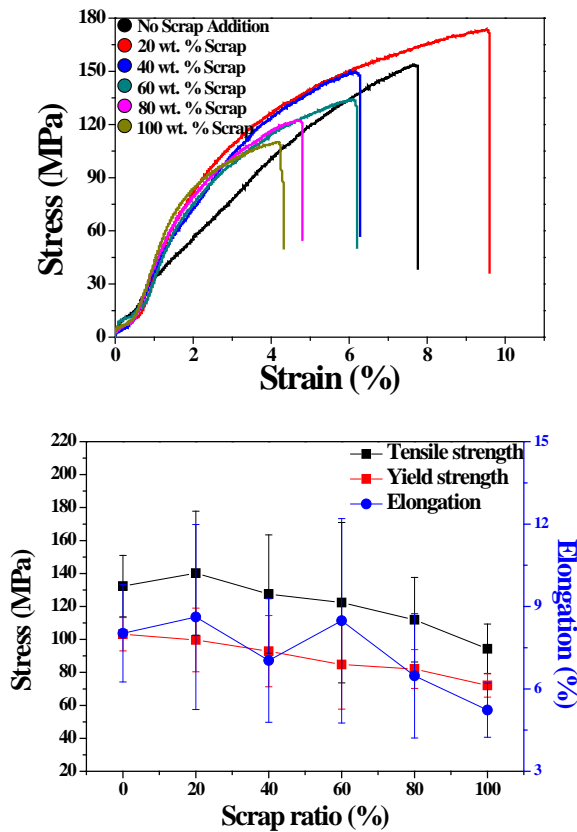 180
150
120
90
60
30
0
Stress (MPa)
No Scrap Addition
20 wt. % Scrap
40 wt. % Scrap
60 wt. % Scrap
80 wt. % Scrap
100 wt. % Scrap
0 2 4 6 8 10
Strain (%)
220
200
180
160
140
120
100
80
60
40
20
Stress (MPa)
Tensile strength
Yield strength
Elongation
15
12
9
6
3
Elongation (%)
0 20 40 60 80 100
Scrap ratio (%)